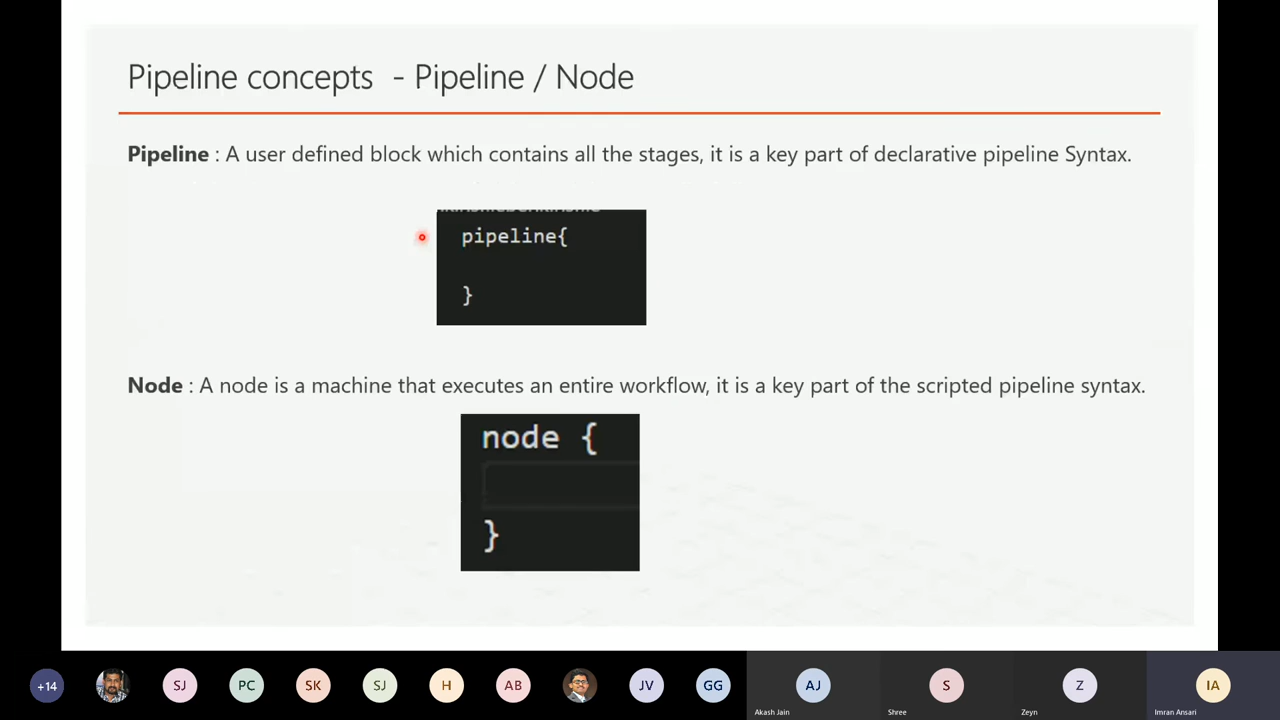 Pipeline concepts - Pipeline / Node
Pipeline : A user defined block which contains all the stages, it is a key part of declarative pipeline Syntax.
pipeline{
}
Node : A node is a machine that executes an entire workflow, it is a key part of the scripted pipeline syntax.
node {
}
+14 SJ PC SK SJ H AB JV GG AJ S Z IA
Akash Jain Shree Zeyn Imran Ansari